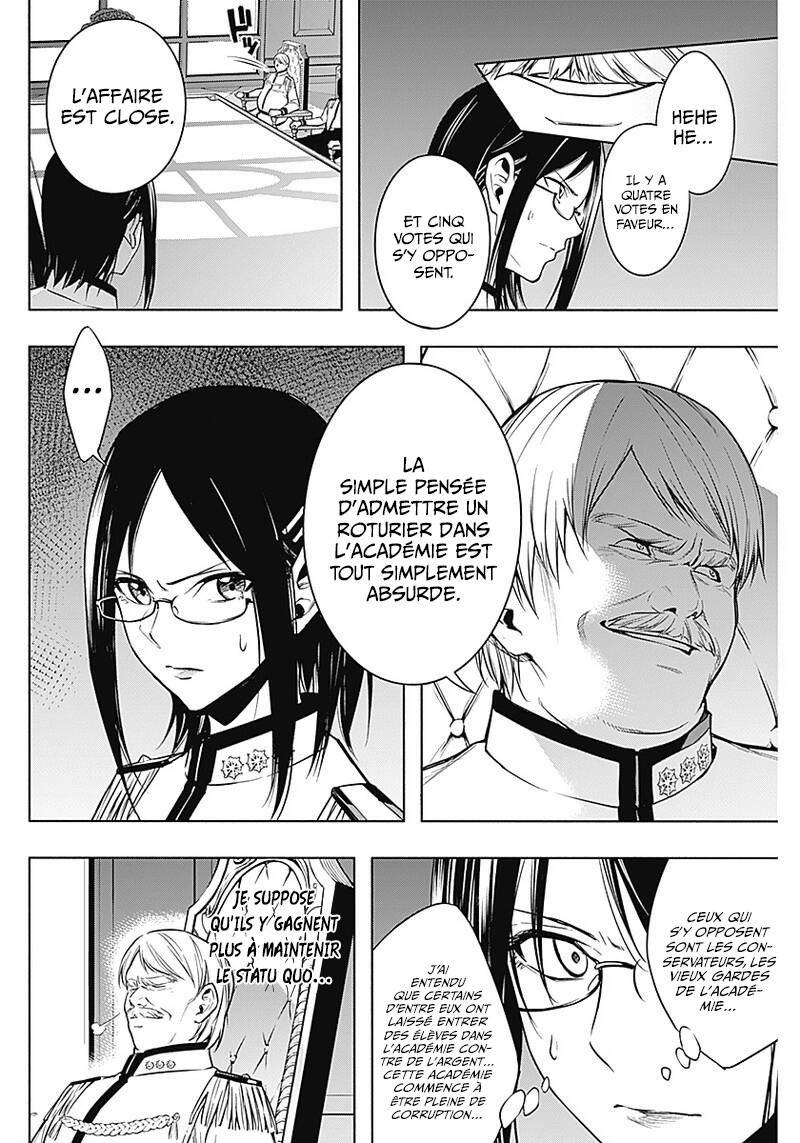 HEHE
HE...
IL Y A
QUATRE
VOTES EN
FAVEUR...
ET CINQ
VOTES QUI
S'Y OPPO-
SENT.
ドッ
L'AFFAIRE
EST CLOSE.
LA
SIMPLE PENSÉE
D'ADMETTRE UN
ROTURIER DANS
L'ACADÉMIE EST
TOUT SIMPLEMENT
ABSURDE.
...
CEUX QUI
S'Y OPPOSENT
SONT LES CON-
SERVATEURS, LES
VIEUX GARDES
DE L'ACADÉ-
MIE...
J'AI
ENTENDU
QUE CERTAINS
D'ENTRE EUX ONT
LAISSÉ ENTRER
DES ÉLÈVES DANS
L'ACADÉMIE CON-
TRE DE L'ARGENT...
CETTE ACADÉMIE
COMMENCE À
ÊTRE PLEINE DE
CORRUPTION...
JE SUPPOSE
QU'ILS Y GAGNENT
PLUS À MAINTENIR
LE STATU QUO...